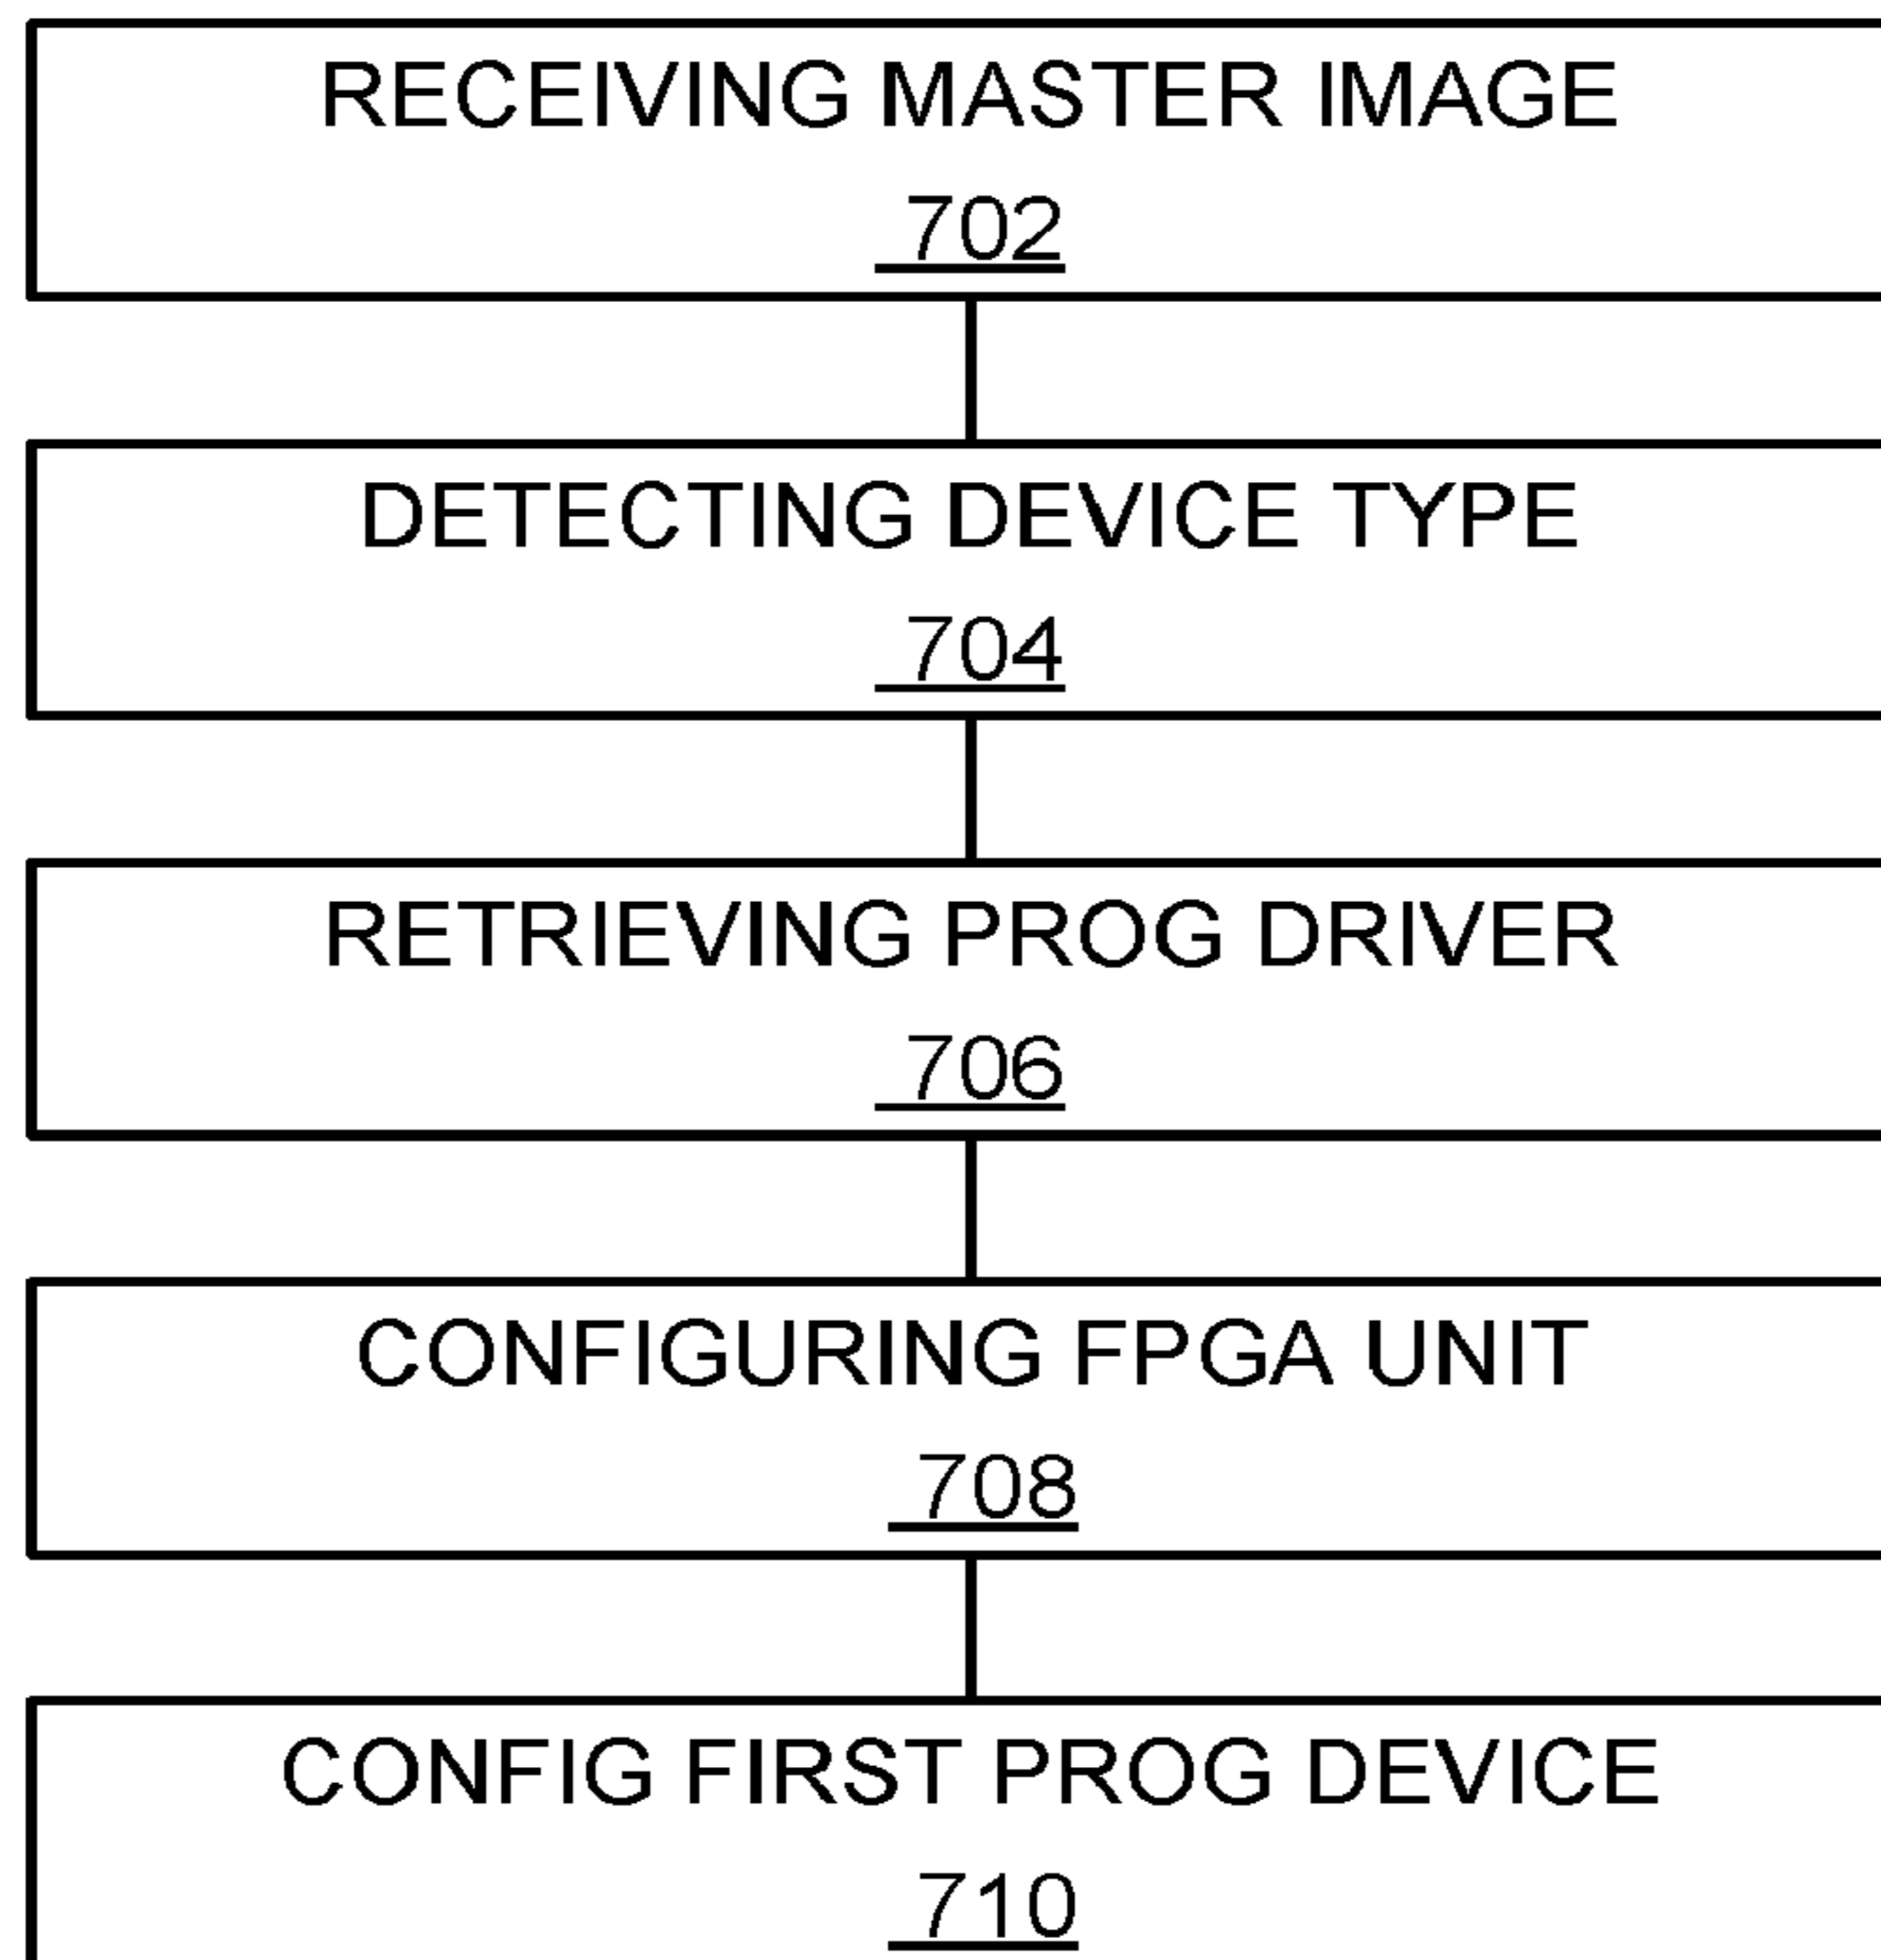 RECEIVING MASTER IMAGE
702
DETECTING DEVICE TYPE
704
RETRIEVING PROG DRIVER
706
CONFIGURING FPGA UNIT
708
CONFIG FIRST PROG DEVICE
710